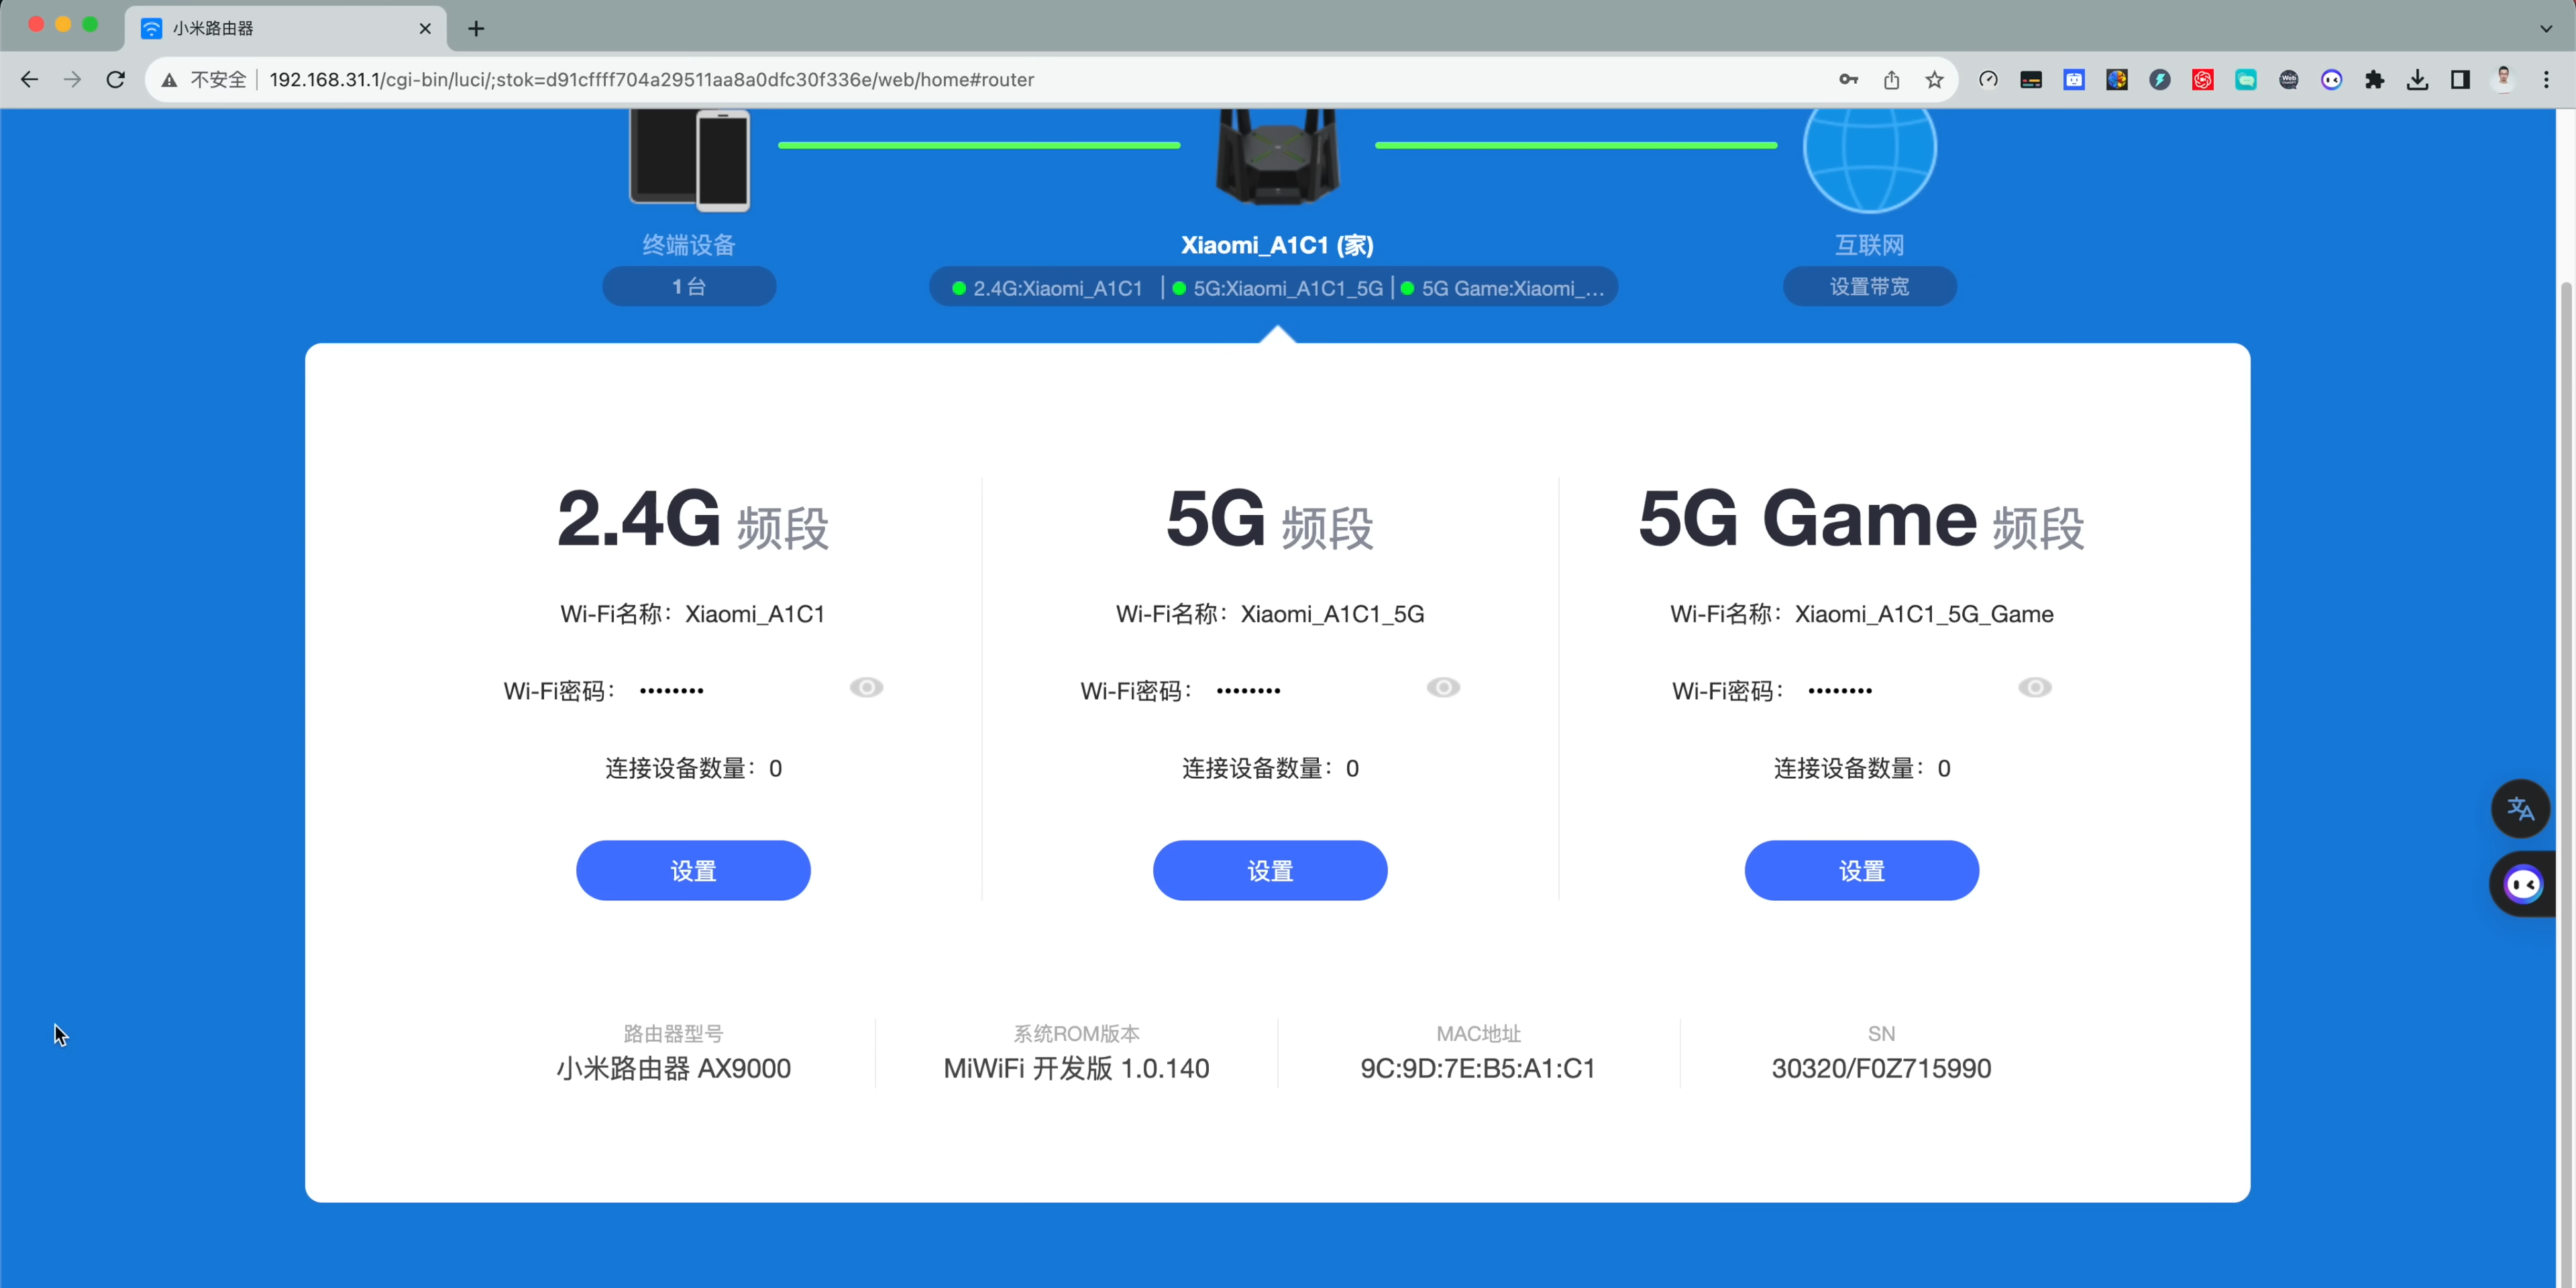 小米路由器
不安全
192.168.31.1/cgi-bin/luci/;stok=d91cffff704a29511aa8a0dfc30f336e/web/home#router
终端设备
Xiaomi_A1C1 (家)
互联网
1台
2.4G:Xiaomi_A1C1 | 5G:Xiaomi_A1C1_5G | 5G Game:Xiaomi_...
设置带宽
2.4G 频段
5G 频段
5G Game 频段
Wi-Fi名称：Xiaomi_A1C1
Wi-Fi名称：Xiaomi_A1C1_5G
Wi-Fi名称：Xiaomi_A1C1_5G_Game
Wi-Fi密码： ••••••••
Wi-Fi密码： ••••••••
Wi-Fi密码： ••••••••
连接设备数量：0
连接设备数量：0
连接设备数量：0
设置
设置
设置
路由器型号
系统ROM版本
MAC地址
SN
小米路由器 AX9000
MiWiFi 开发版 1.0.140
9C:9D:7E:B5:A1:C1
30320/F0Z715990